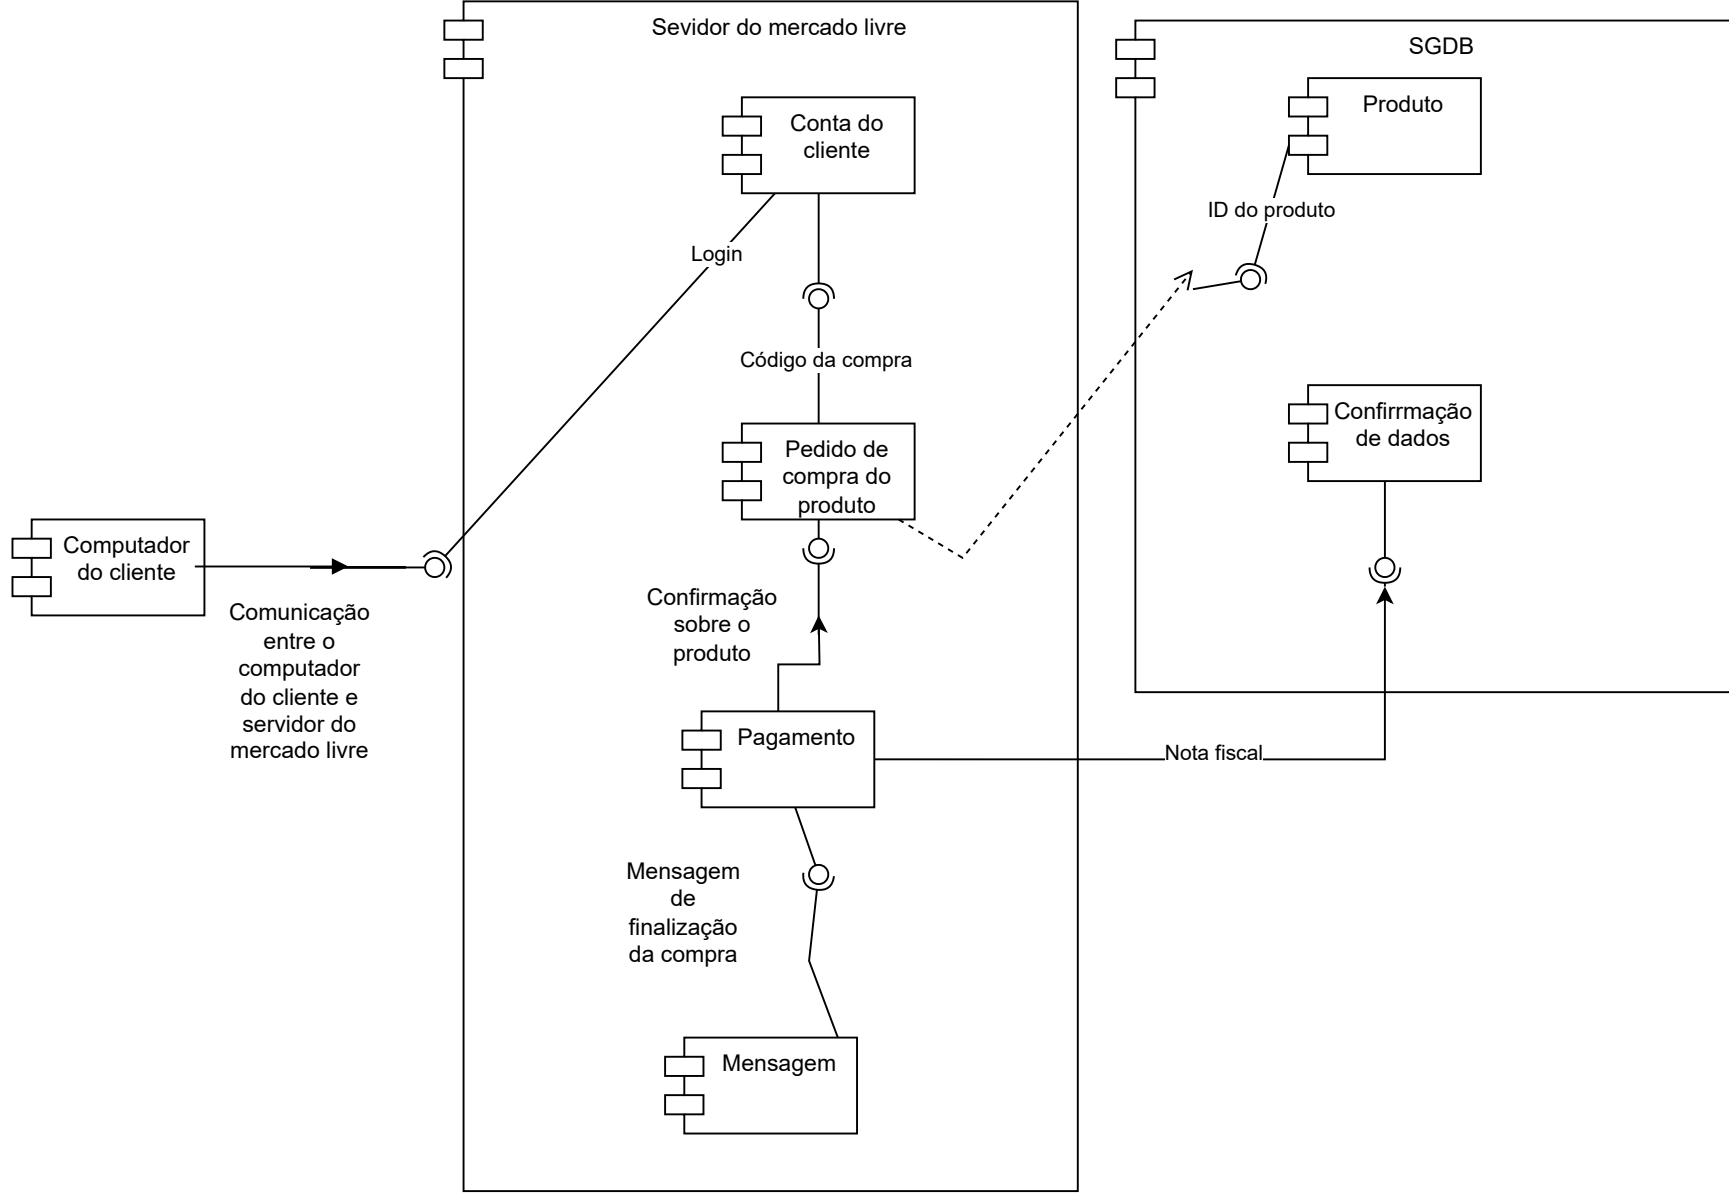 Sevidor do mercado livre
SGDB
Produto
Conta do
cliente
ID do produto
Login
Código da compra
Confirrmação
de dados
Pedido de
compra do
produto
Computador
do cliente
Comunicação
entre o
computador
do cliente e
servidor do
mercado livre
Confirmação
sobre o
produto
Pagamento
Nota fiscal
Mensagem
de
finalização
da compra
Mensagem